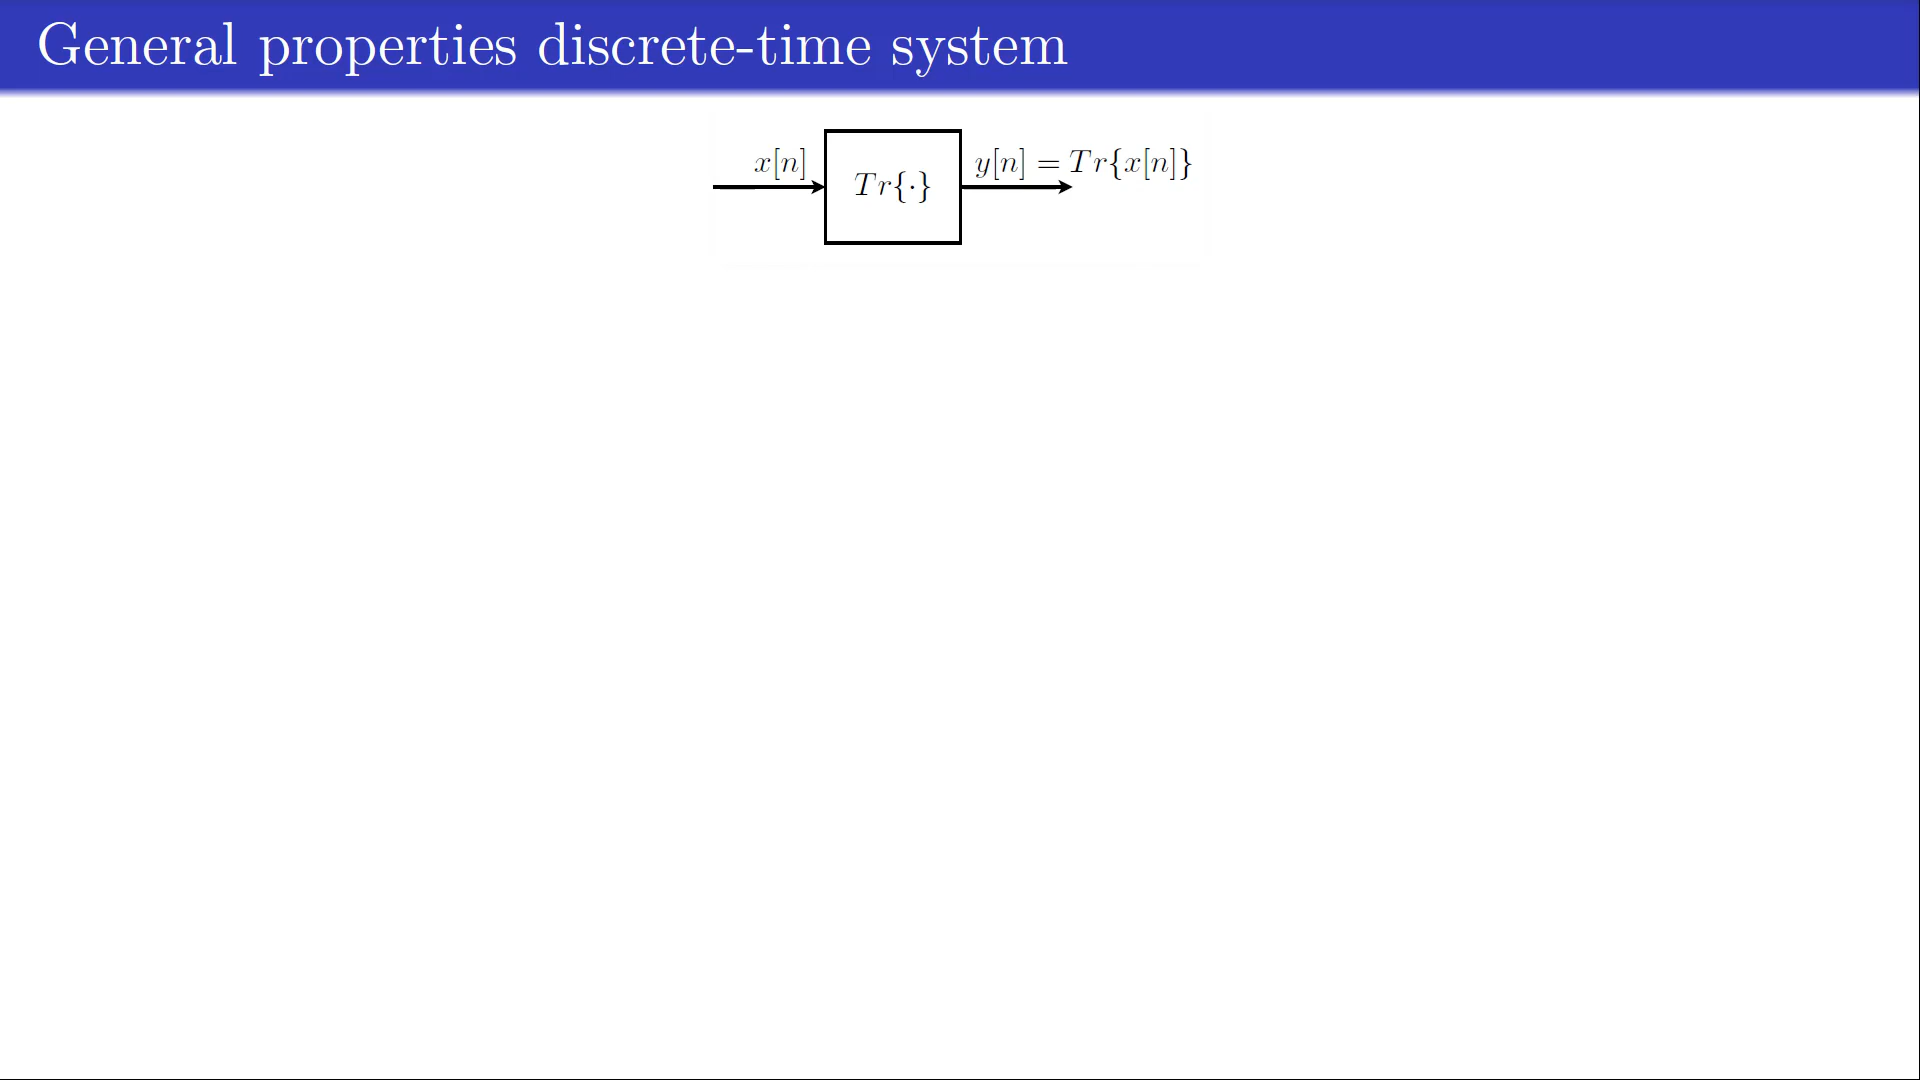 General properties discrete-time system
x[n]
Tr{·}
y[n] = Tr{x[n]}